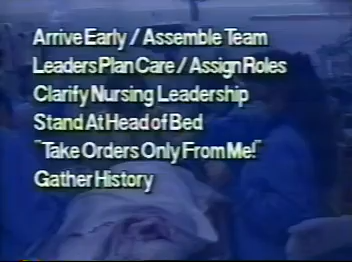 Arrive Early / Assemble Team
Leaders Plan Care / Assign Roles
Clarify Nursing Leadership
Stand At Head of Bed
"Take Orders Only From Me!"
Gather History